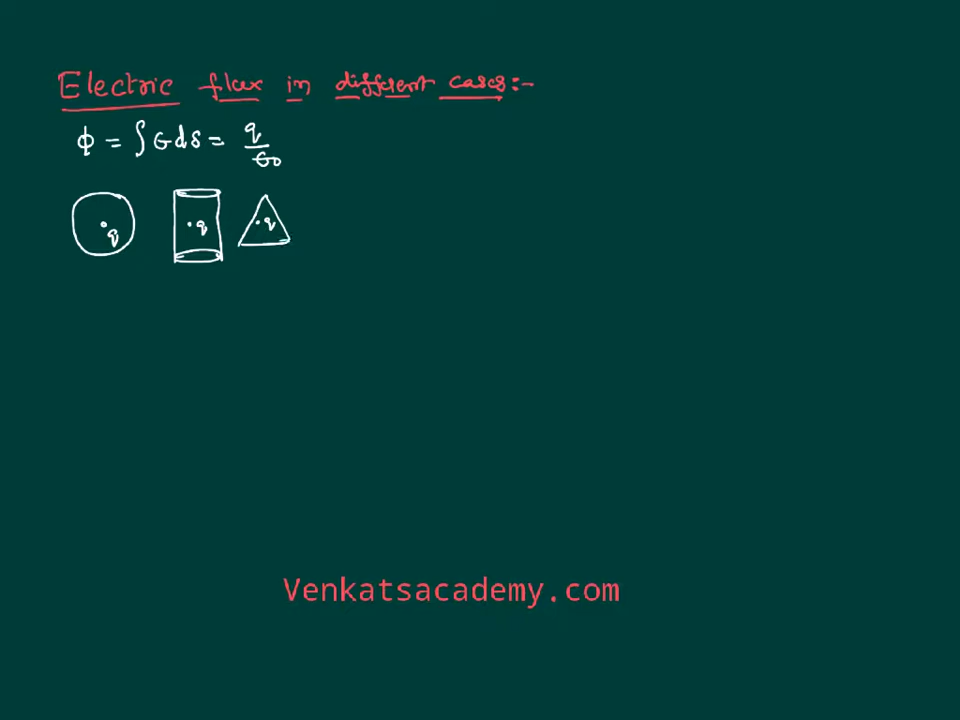 Electric flux in different cases:-
ϕ = ∫ E ds = q/ε0
q q q
Venkatsacademy.com